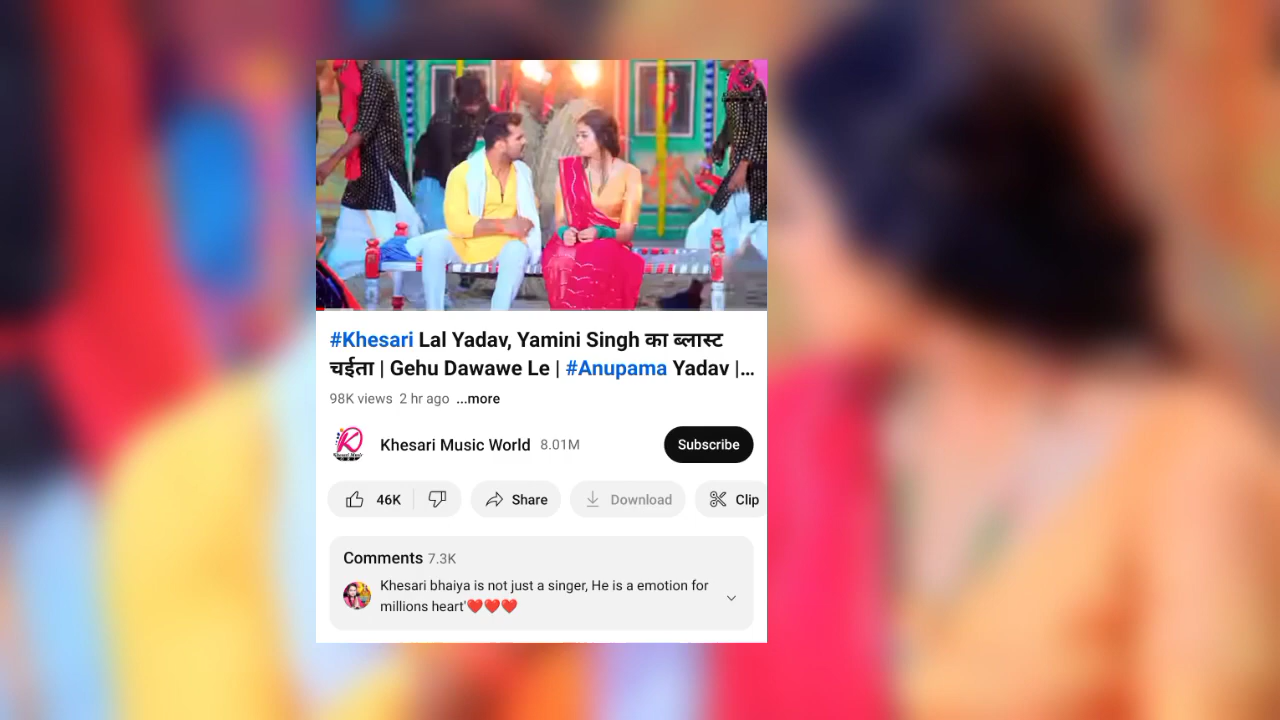 #Khesari Lal Yadav, Yamini Singh का ब्लास्ट
चईता | Gehu Dawawe Le | #Anupama Yadav |...
98K views 2 hr ago ...more
Khesari Music World 8.01M Subscribe
46K Share Download Clip
Comments 7.3K
Khesari bhaiya is not just a singer, He is a emotion for
millions heart'❤️❤️❤️